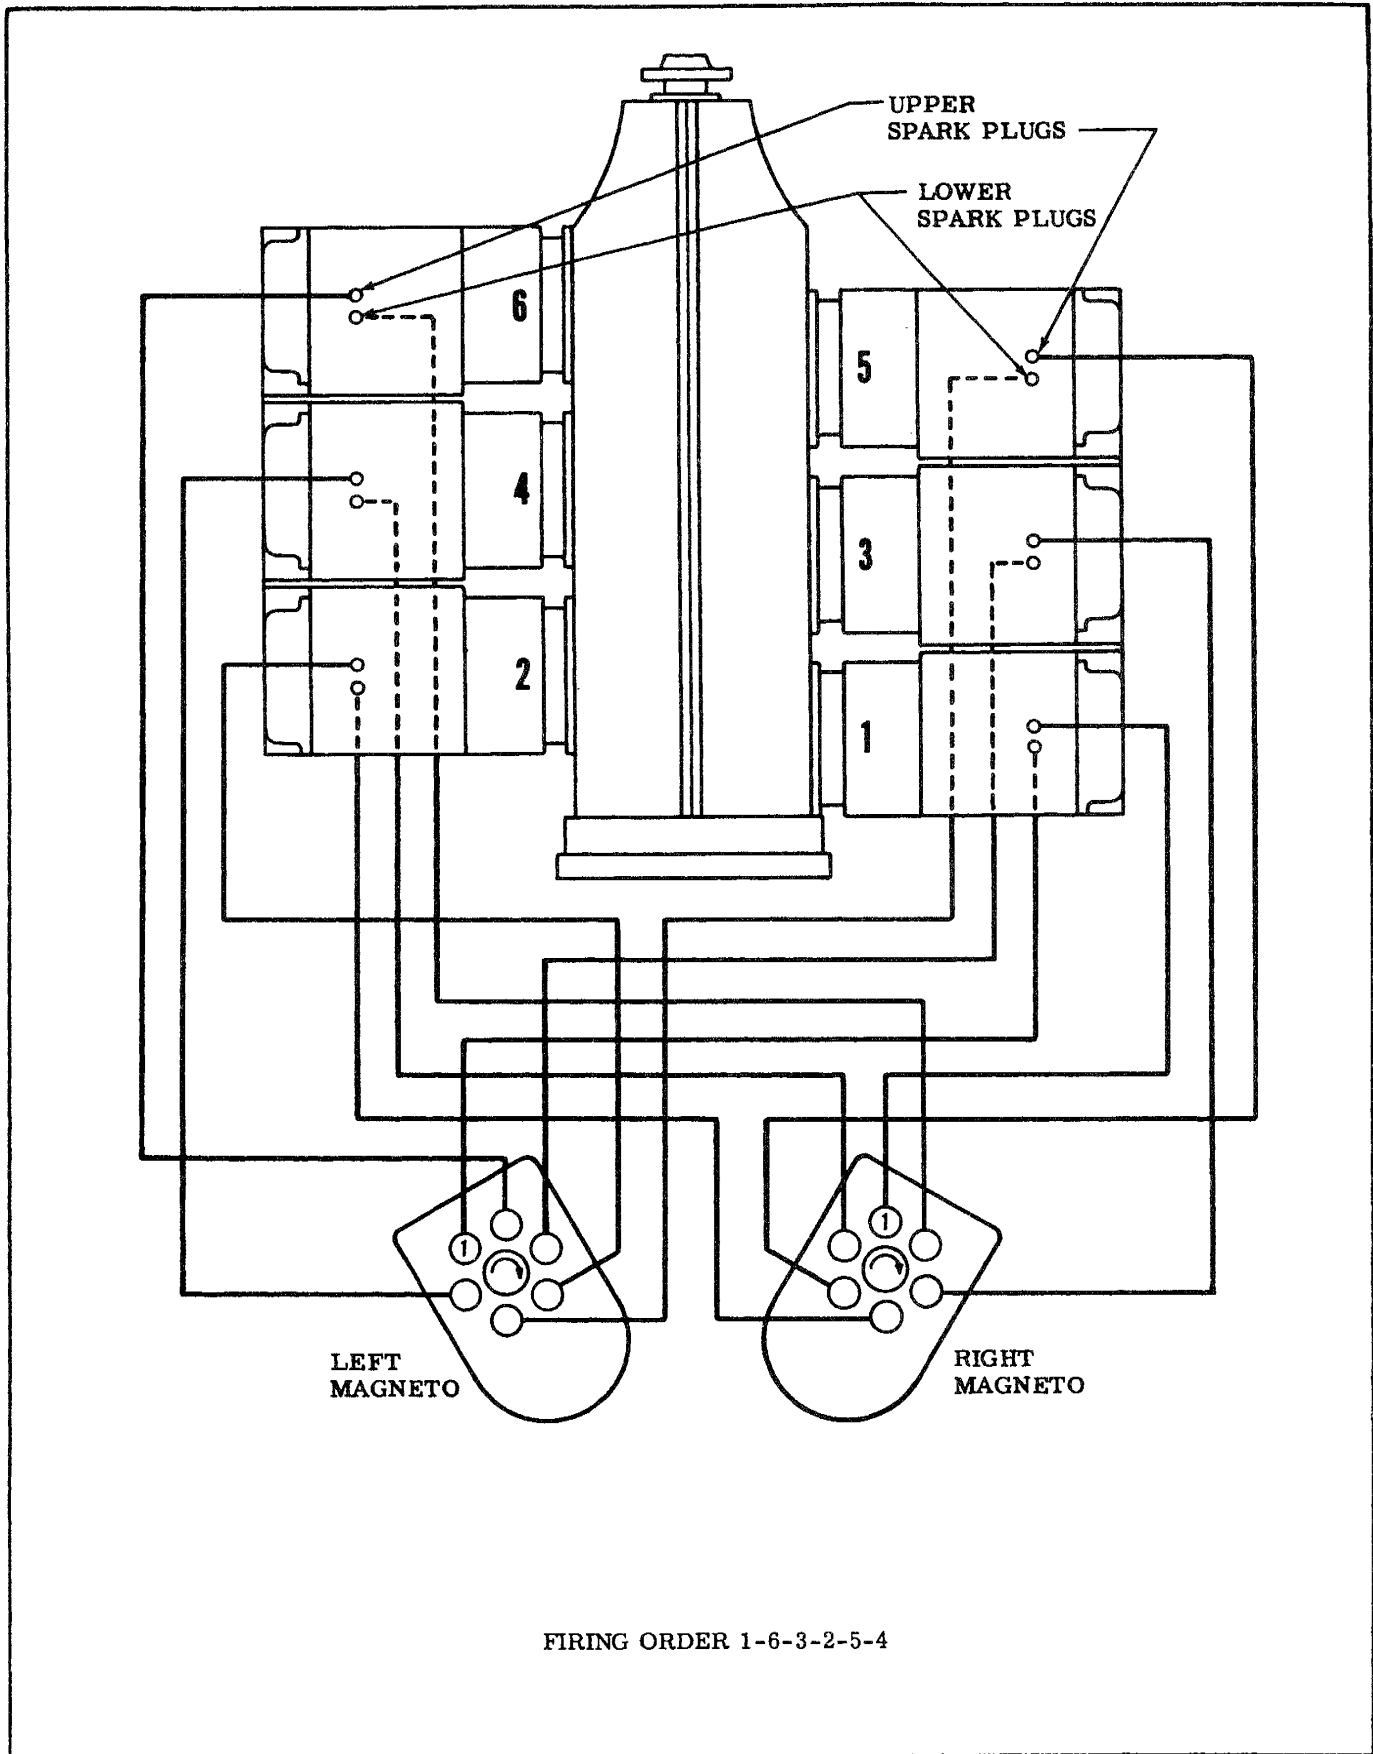 UPPER
SPARK PLUGS
LOWER
SPARK PLUGS
6
5
4
3
2
1
1
1
LEFT
MAGNETO
RIGHT
MAGNETO
FIRING ORDER 1-6-3-2-5-4